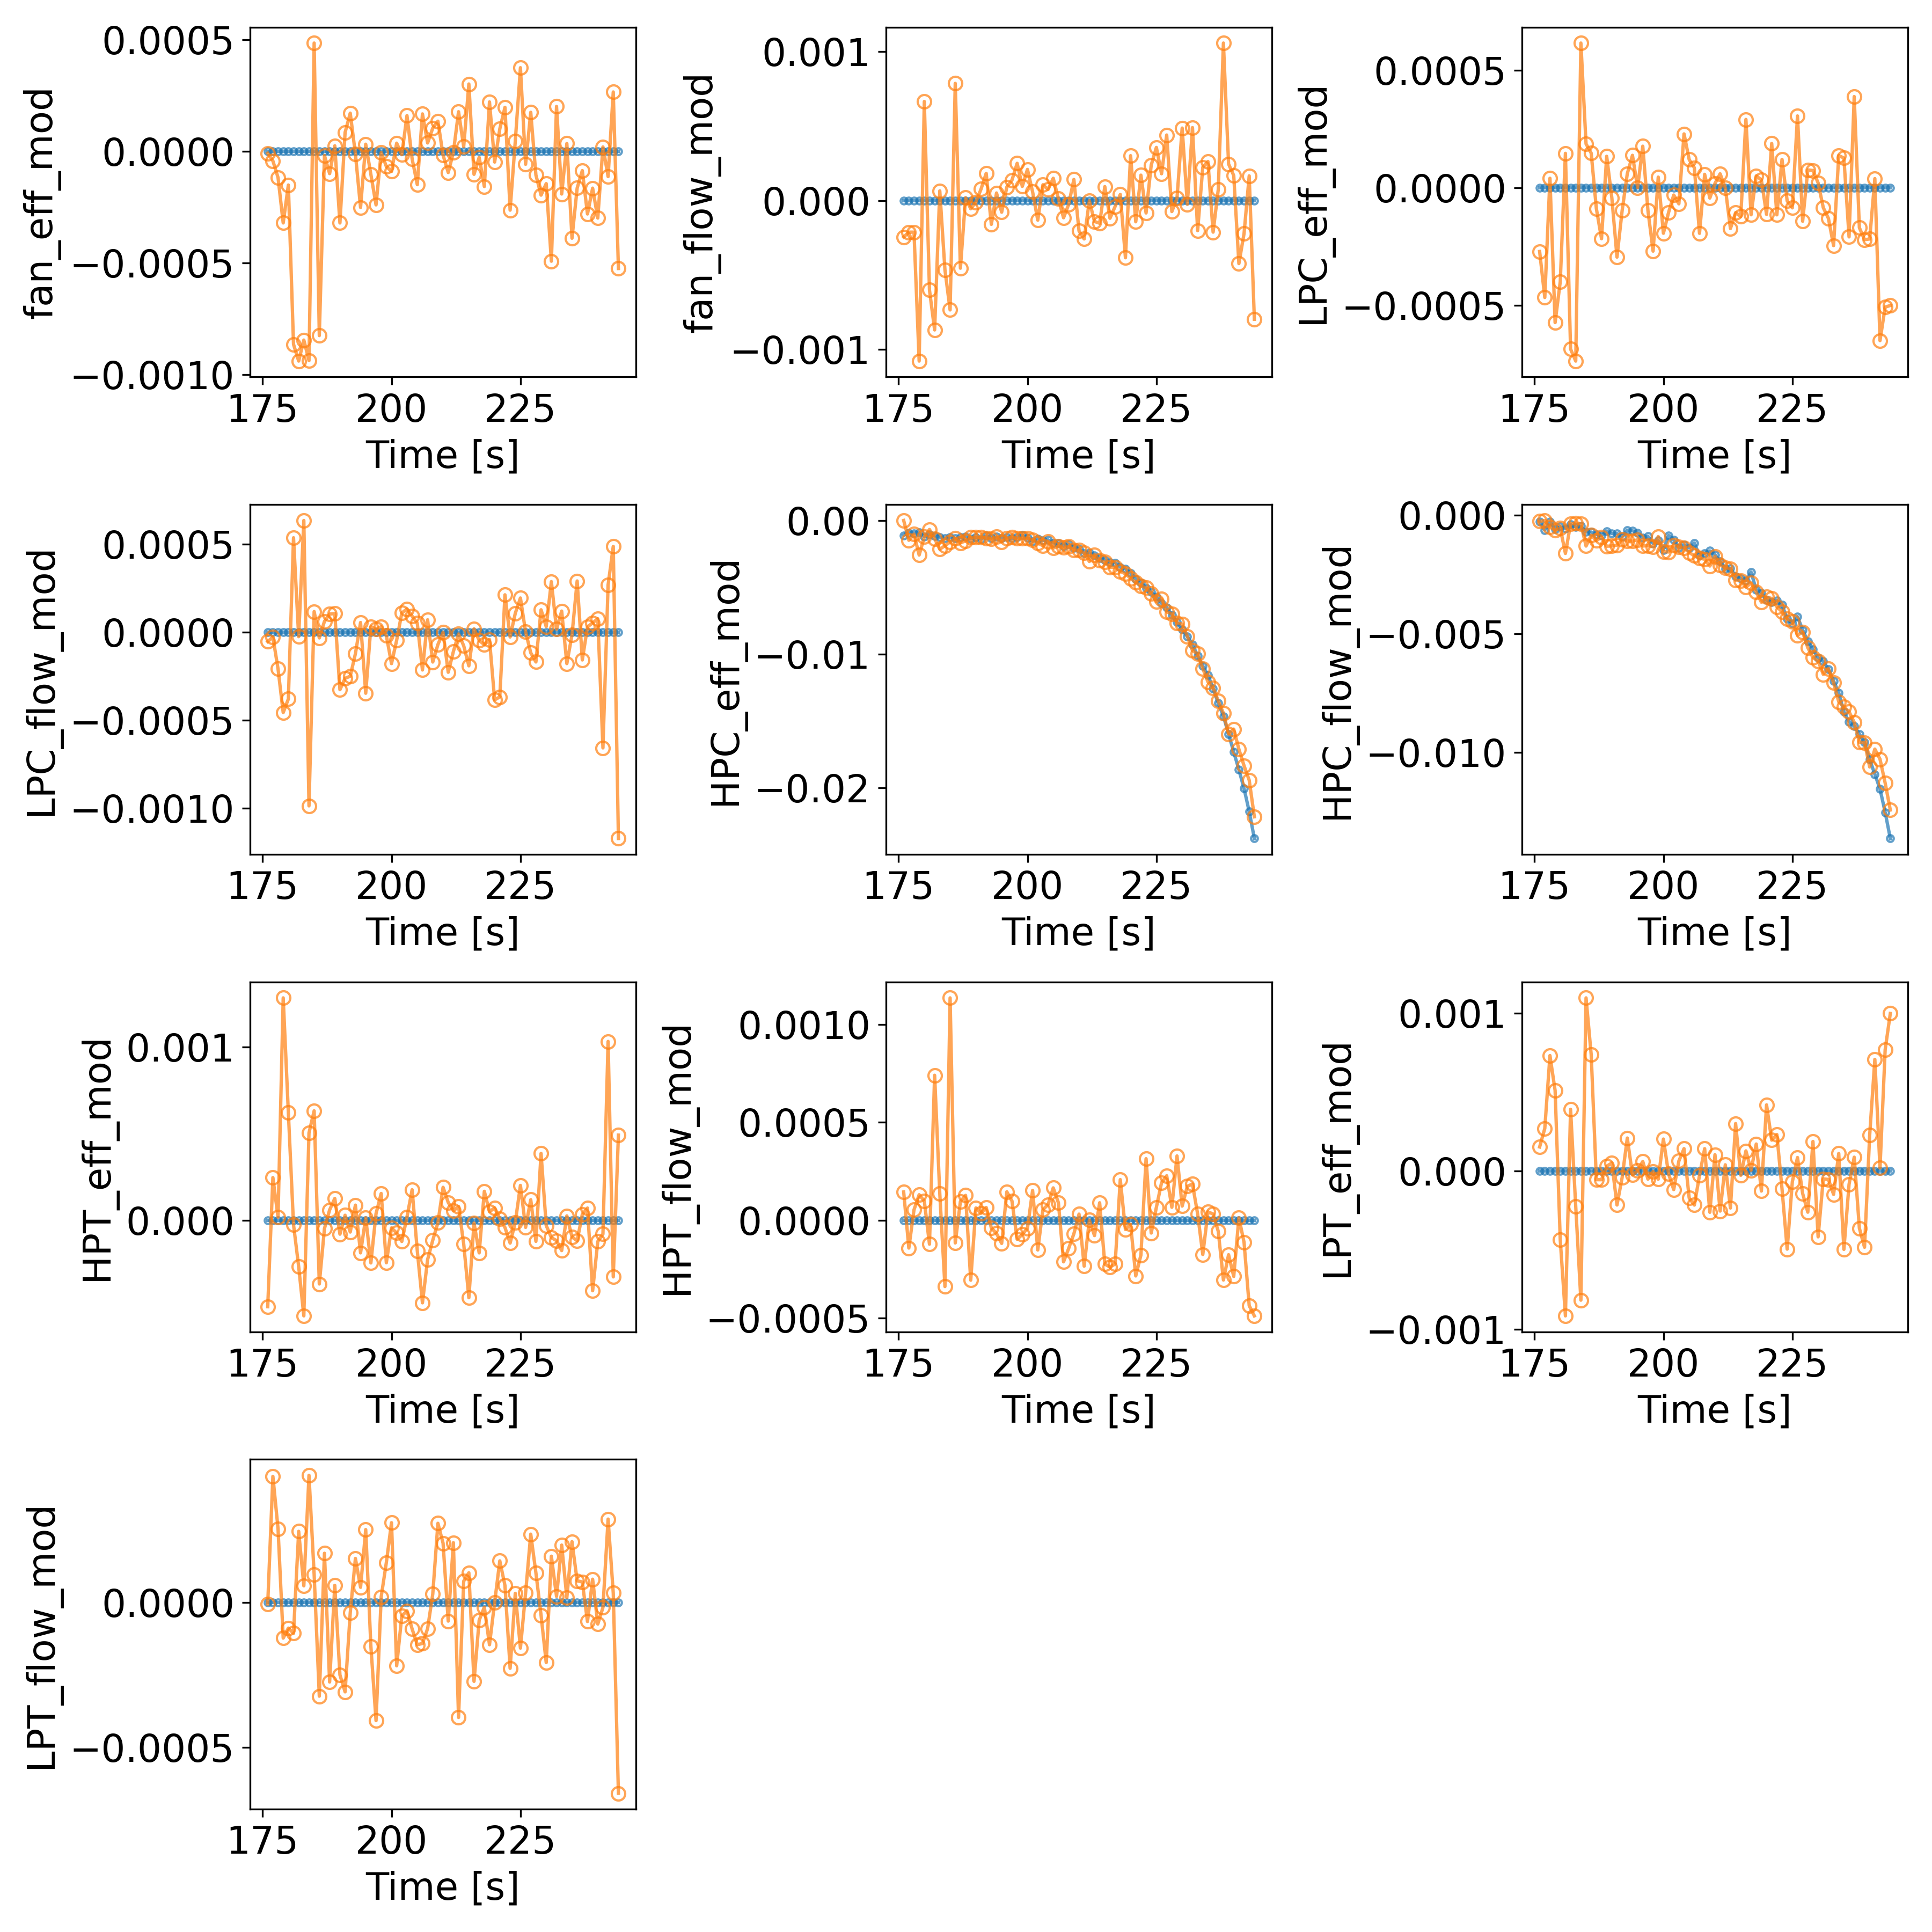 fan_eff_mod
0.0005
0.0000
−0.0005
−0.0010
175 200 225
Time [s]
fan_flow_mod
0.001
0.000
−0.001
175 200 225
Time [s]
LPC_eff_mod
0.0005
0.0000
−0.0005
175 200 225
Time [s]
LPC_flow_mod
0.0005
0.0000
−0.0005
−0.0010
175 200 225
Time [s]
HPC_eff_mod
0.00
−0.01
−0.02
175 200 225
Time [s]
HPC_flow_mod
0.000
−0.005
−0.010
175 200 225
Time [s]
HPT_eff_mod
0.001
0.000
175 200 225
Time [s]
HPT_flow_mod
0.0010
0.0005
0.0000
−0.0005
175 200 225
Time [s]
LPT_eff_mod
0.001
0.000
−0.001
175 200 225
Time [s]
LPT_flow_mod
0.0000
−0.0005
175 200 225
Time [s]